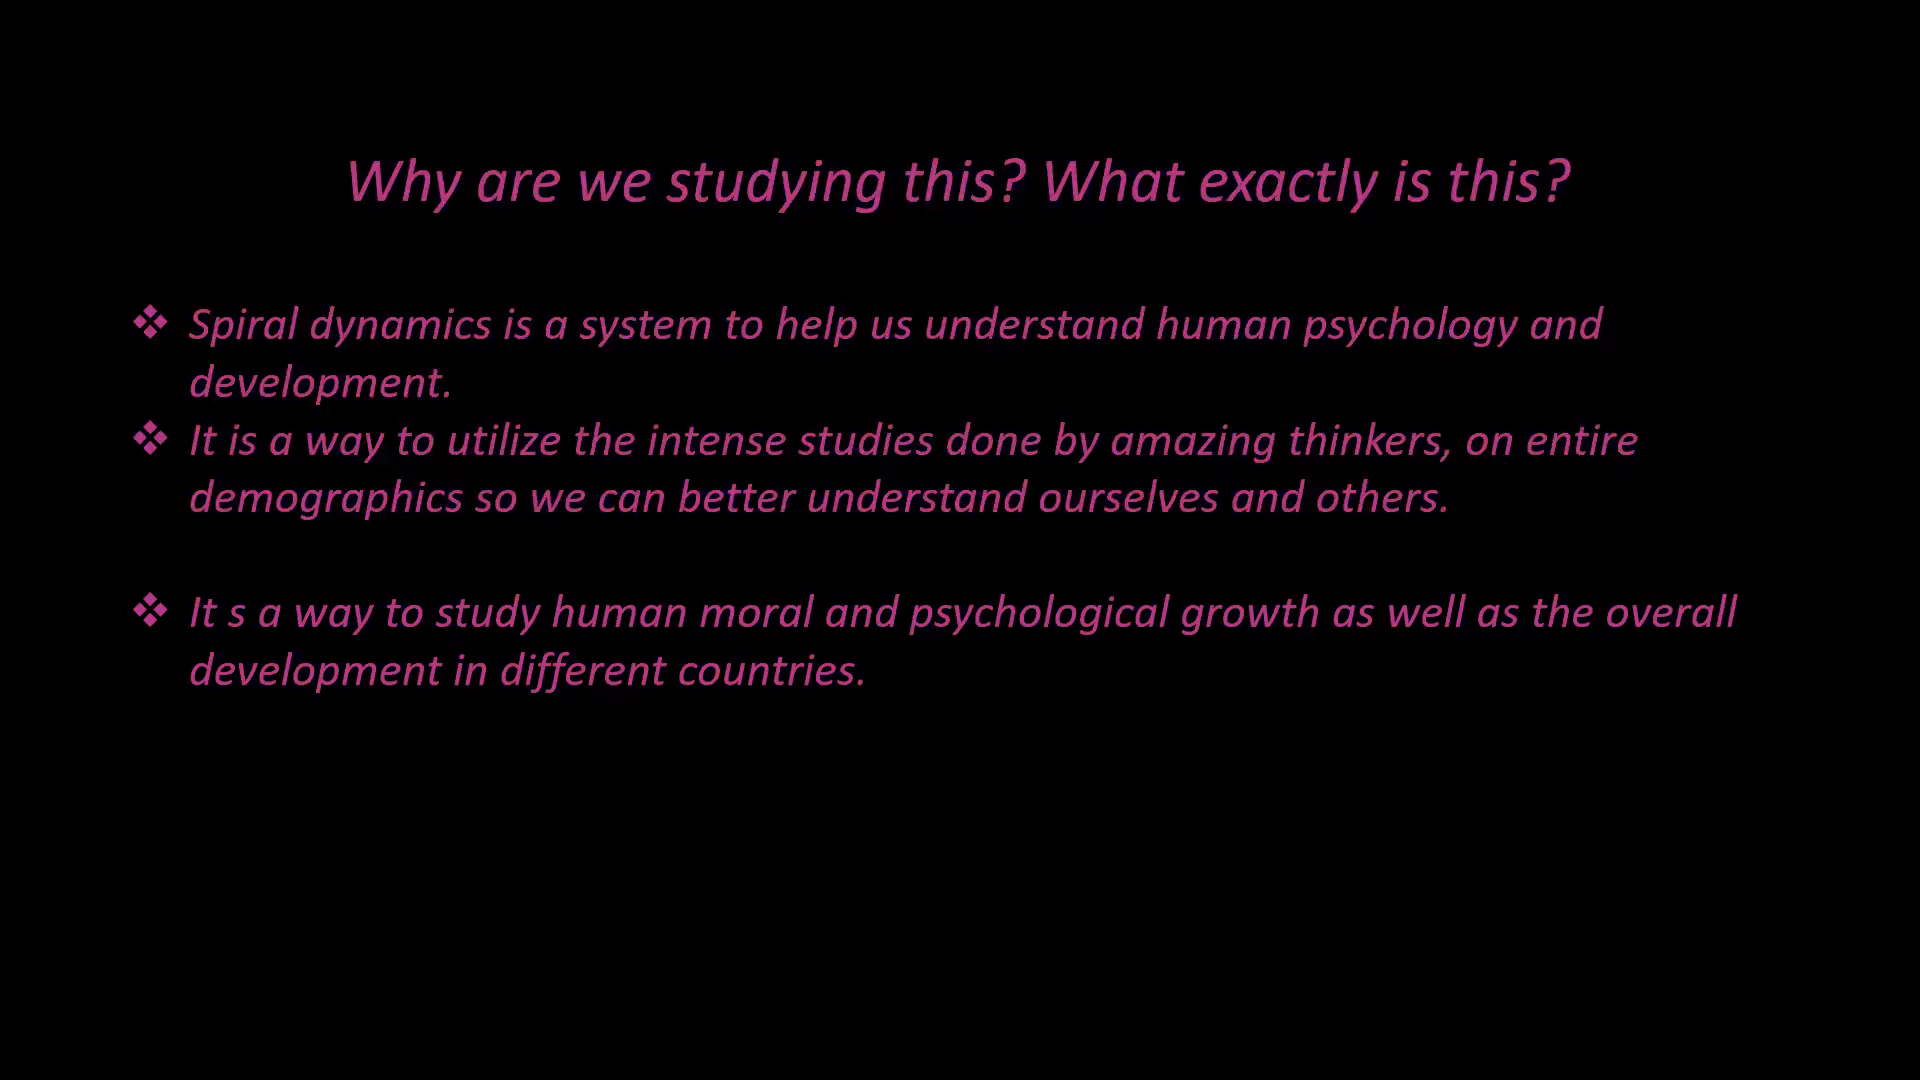 Why are we studying this? What exactly is this?
❖ Spiral dynamics is a system to help us understand human psychology and
development.
❖ It is a way to utilize the intense studies done by amazing thinkers, on entire
demographics so we can better understand ourselves and others.
❖ It s a way to study human moral and psychological growth as well as the overall
development in different countries.